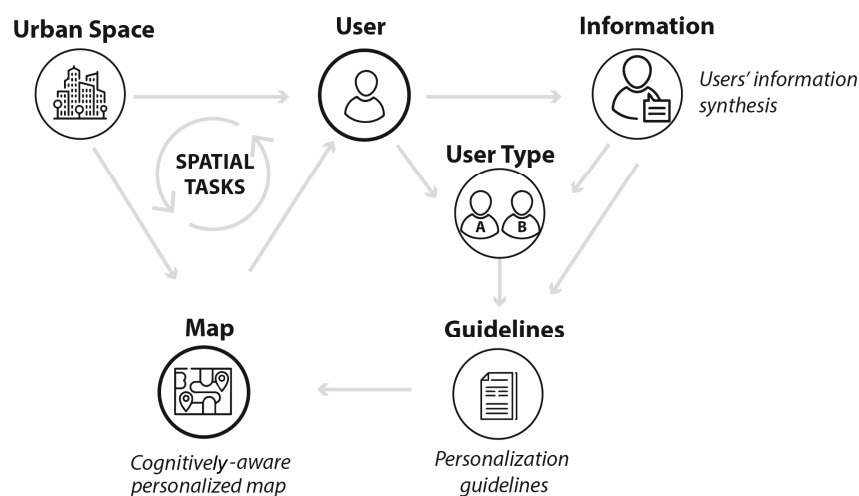 Urban Space
User
Information
Users' information
synthesis
SPATIAL
TASKS
User Type
A B
Map
Guidelines
Cognitively-aware
personalized map
Personalization
guidelines